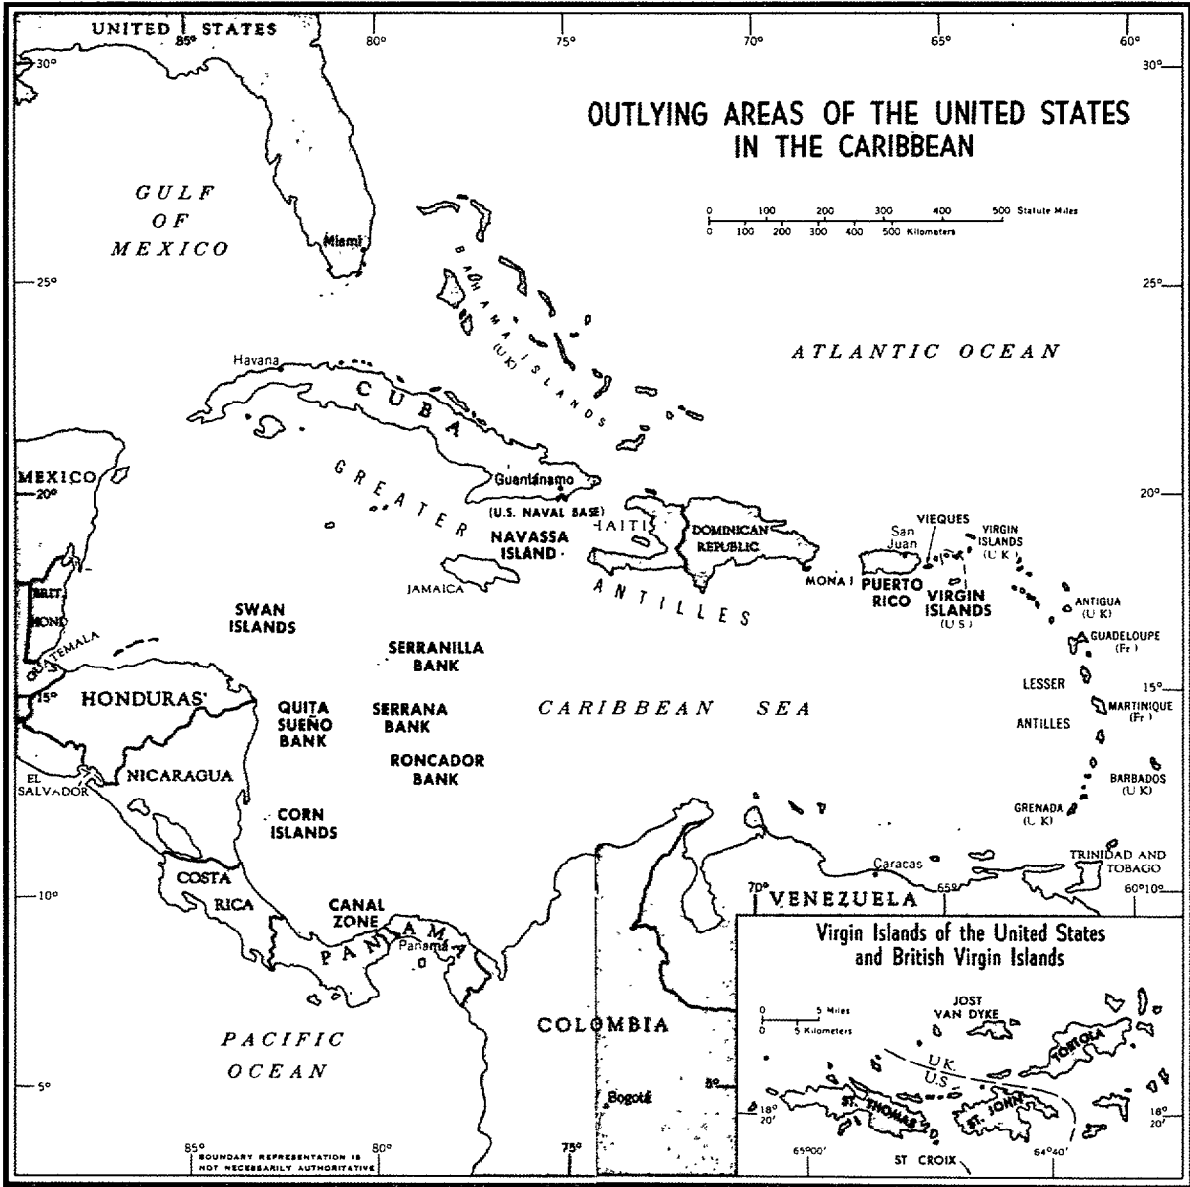 UNITED STATES
85°
80°
75°
70°
65°
60°
30°
30°
OUTLYING AREAS OF THE UNITED STATES
IN THE CARIBBEAN
GULF
OF
MEXICO
0 100 200 300 400 500 Statute Miles
0 100 200 300 400 500 Kilometers
Miami
BAHAMA ISLANDS
(UK)
25°
25°
ATLANTIC OCEAN
Havana
CUBA
GREATER
MEXICO
20°
20°
Guantánamo
(U.S. NAVAL BASE)
NAVASSA
ISLAND
HAITI
DOMINICAN
REPUBLIC
San
Juan
VIEQUES
VIRGIN
ISLANDS
(U K)
JAMAICA
ANTILLES
MONA I
PUERTO
RICO
VIRGIN
ISLANDS
(U S)
ANTIGUA
(U K)
BRIT.
HOND
SWAN
ISLANDS
GUATEMALA
SERRANILLA
BANK
GUADELOUPE
(Fr)
LESSER
15°
15°
HONDURAS
QUITA
SUEÑO
BANK
SERRANA
BANK
CARIBBEAN SEA
MARTINIQUE
(Fr)
ANTILLES
RONCADOR
BANK
NICARAGUA
EL
SALVADOR
BARBADOS
(U K)
GRENADA
(U K)
CORN
ISLANDS
COSTA
RICA
Caracas
TRINIDAD AND
TOBAGO
10°
70°
VENEZUELA
65°
60°10°
CANAL
ZONE
PANAMA
Panamá
Virgin Islands of the United States
and British Virgin Islands
0 5 Miles
0 5 Kilometers
JOST
VAN DYKE
TORTOLA
U.K.
U.S.
ST. THOMAS
ST. JOHN
18°
20'
18°
20'
65°00'
64°40'
ST CROIX
COLOMBIA
PACIFIC
OCEAN
5°
5°
Bogotá
85°
80°
75°
BOUNDARY REPRESENTATION IS
NOT NECESSARILY AUTHORITATIVE